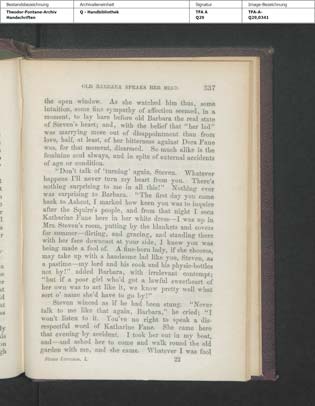 Bestandsbezeichnung Archivalieneinheit Signatur Image-Bezeichnung
Theodor-Fontane-Archiv Q - Handbibliothek TFA A TFA-A-
Handschriften Q29 Q29,0341
OLD BARBARA SPEAKS HER MIND. 337
the open window. As she watched him thus, some
intuition, some fine sympathy of affection seemed, in a
moment, to lay bare before old Barbara the real state
of Steven's heart; and, with the belief that "her lad"
was marrying more out of disappointment than from
love, half, at least, of her bitterness against Dora Fane
was, for that moment, disarmed. So much alike is the
feminine soul always, and in spite of external accidents
of age or condition.
"Don't talk of 'turning' again, Steven. Whatever
happens I'll never turn my heart from you. There's
nothing surprising to me in all this!" Nothing ever
was surprising to Barbara. "The first day you come
back to Ashcot, I marked how keen you was to inquire
after the Squire's people, and from that night I seen
Katharine Fane here in her white dress—I was up in
Mrs. Steven's room, putting by the blankets and covers
for summer—flirting, and gracing, and standing there
with her face downcast at your side, I knew you was
being made a fool of. A fine-born lady, if she chooses,
may take up with a handsome lad like you, Steven, as
a pastime—my lord and his rook and his physic-bottles
not by!" added Barbara, with irrelevant contempt;
"but if a poor girl who'd got a lawful sweetheart of
her own was to act like it, we know pretty well what
sort o' name she'd have to go by!"
Steven winced as if he had been stung. "Never
talk to me like that again, Barbara," he cried; "I
won't listen to it. You've no right to speak a dis-
respectful word of Katharine Fane. She came here
that evening by accident. I took her out in my boat,
and—and asked her to come and walk round the old
garden with me, and she came. Whatever I was fool
Steven Lawrence. I. 22